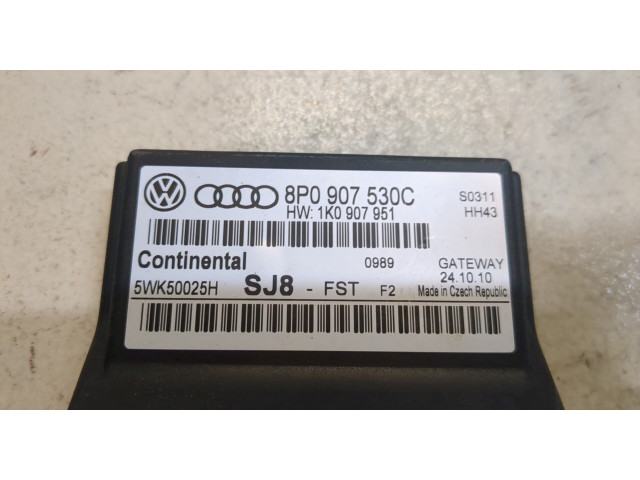 8P0 907 530C S0311
HW: 1K0 907 951 HH43
Continental 0989 GATEWAY
24.10.10
5WK50025H SJ8 - FST F2 Made in Czech Republic